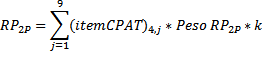 RP₂P = ∑_{j=1}^{9} (itemCPAT)₄,ⱼ * Peso RP₂P * k